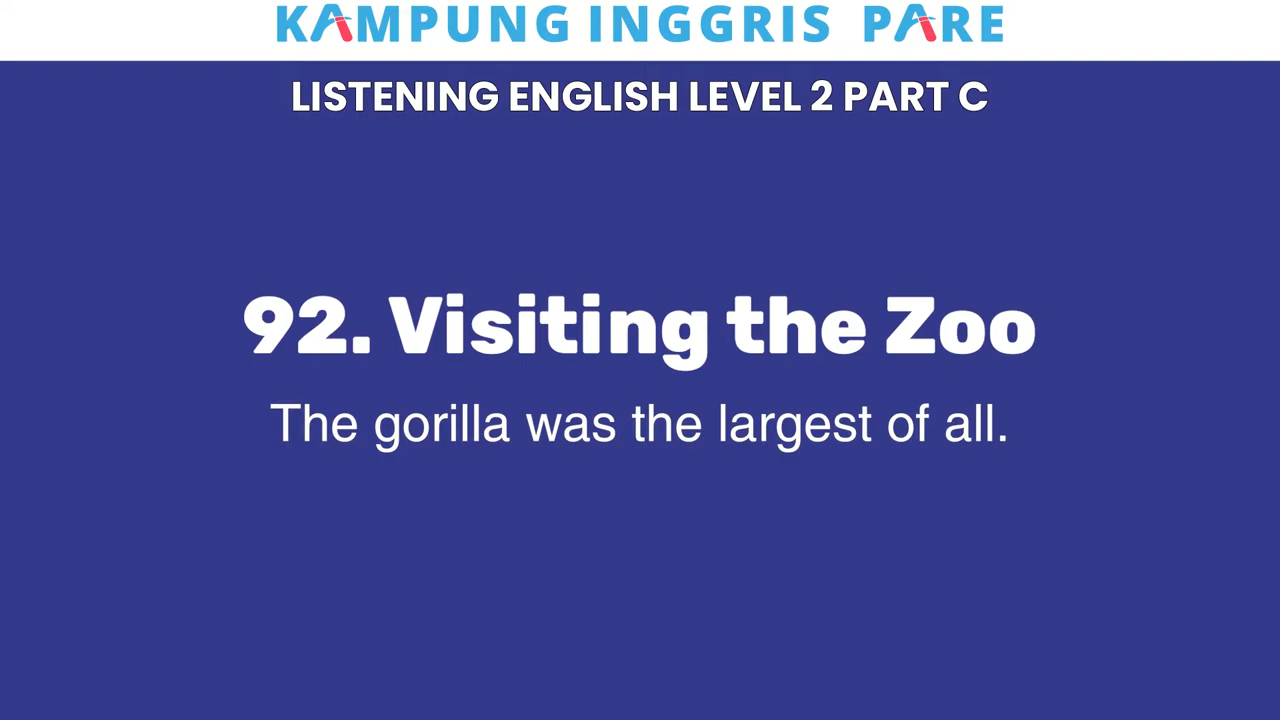 KAMPUNG INGGRIS PARE
LISTENING ENGLISH LEVEL 2 PART C
92. Visiting the Zoo
The gorilla was the largest of all.